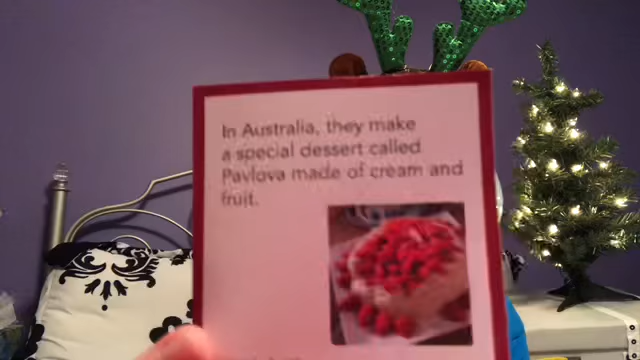 In Australia, they make
a special dessert called
Pavlova made of cream and
fruit.